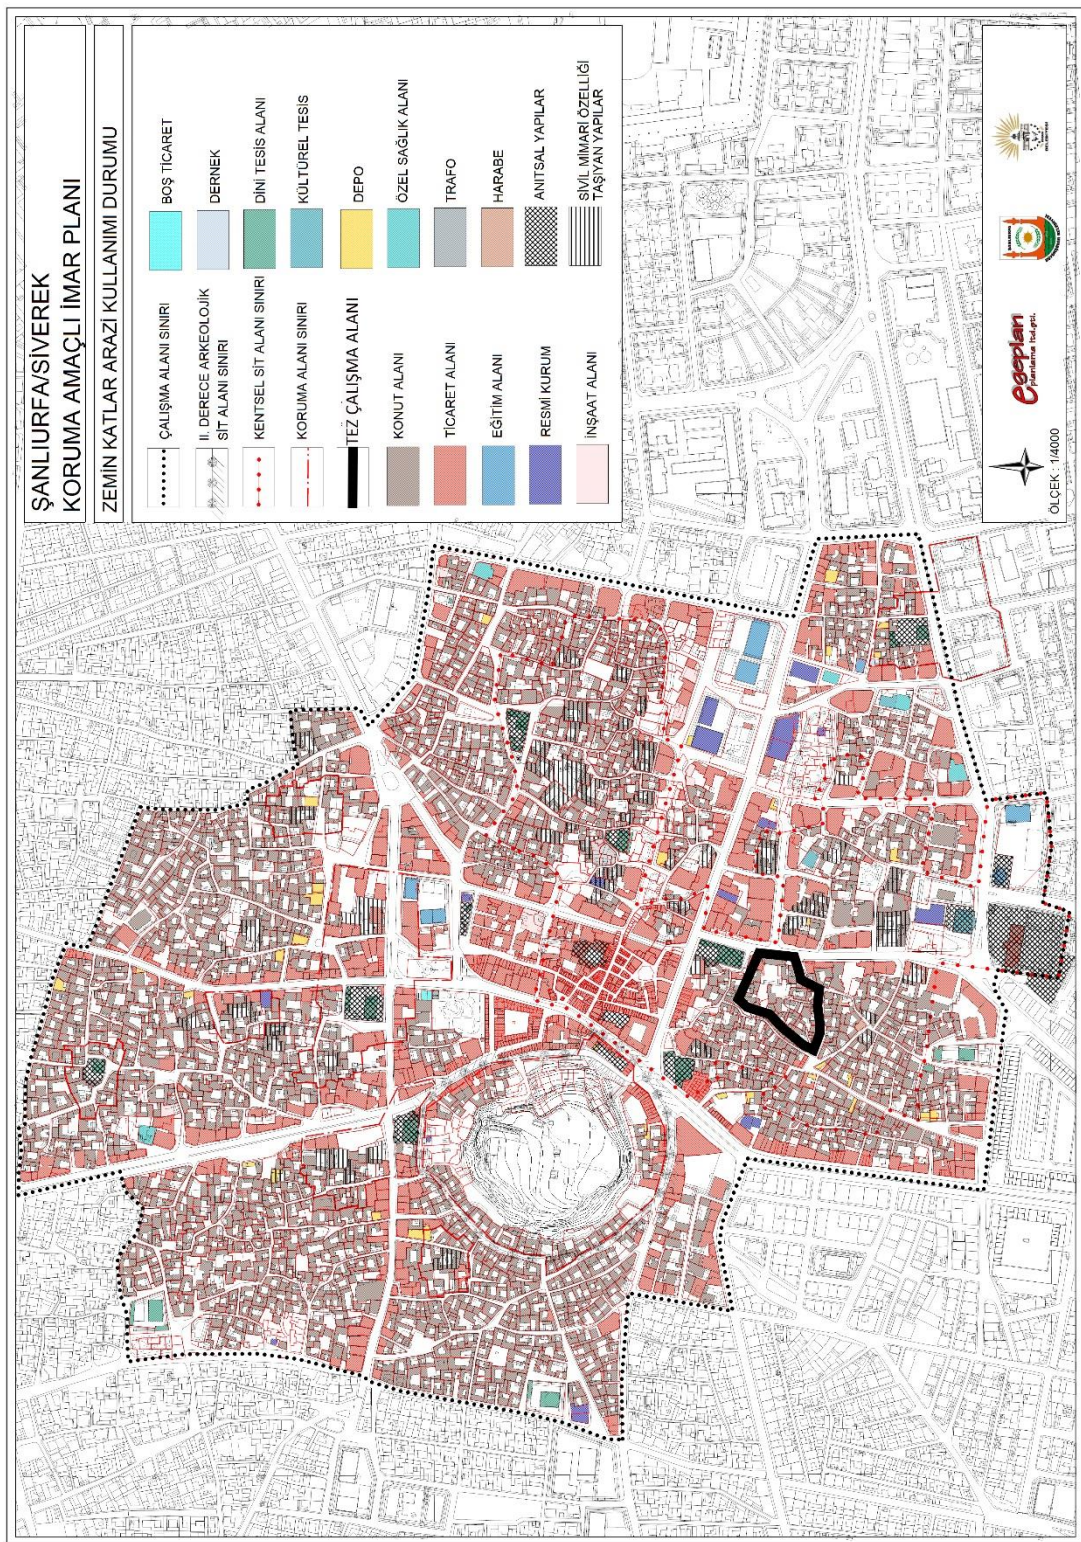 ŞANLIURFA/SİVEREK
KORUMA AMAÇLI İMAR PLANI
ZEMİN KATLAR ARAZİ KULLANIMI DURUMU
ÇALIŞMA ALANI SINIRI
II. DERECE ARKEOLOJİK
SİT ALANI SINIRI
KENTSEL SİT ALANI SINIRI
KORUMA ALANI SINIRI
TEZ ÇALIŞMA ALANI
KONUT ALANI
TİCARET ALANI
EĞİTİM ALANI
RESMİ KURUM
İNŞAAT ALANI
BOŞ TİCARET
DERNEK
DİNİ TESİS ALANI
KÜLTÜREL TESİS
DEPO
ÖZEL SAĞLIK ALANI
TRAFO
HARABE
ANITSAL YAPILAR
SİVİL MİMARİ ÖZELLİĞİ
TAŞIYAN YAPILAR
ÖLÇEK : 1/4000
egeplan
planlama ltd.şti.